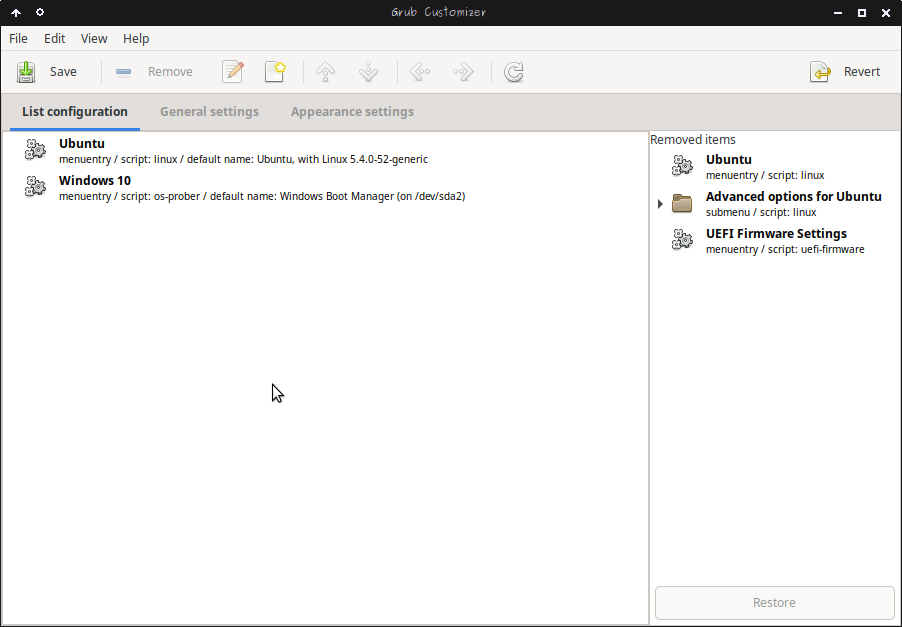 Grub Customizer
File Edit View Help
Save Remove Revert
List configuration General settings Appearance settings
Ubuntu
menuentry / script: linux / default name: Ubuntu, with Linux 5.4.0-52-generic
Windows 10
menuentry / script: os-prober / default name: Windows Boot Manager (on /dev/sda2)
Removed items
Ubuntu
menuentry / script: linux
Advanced options for Ubuntu
submenu / script: linux
UEFI Firmware Settings
menuentry / script: uefi-firmware
Restore